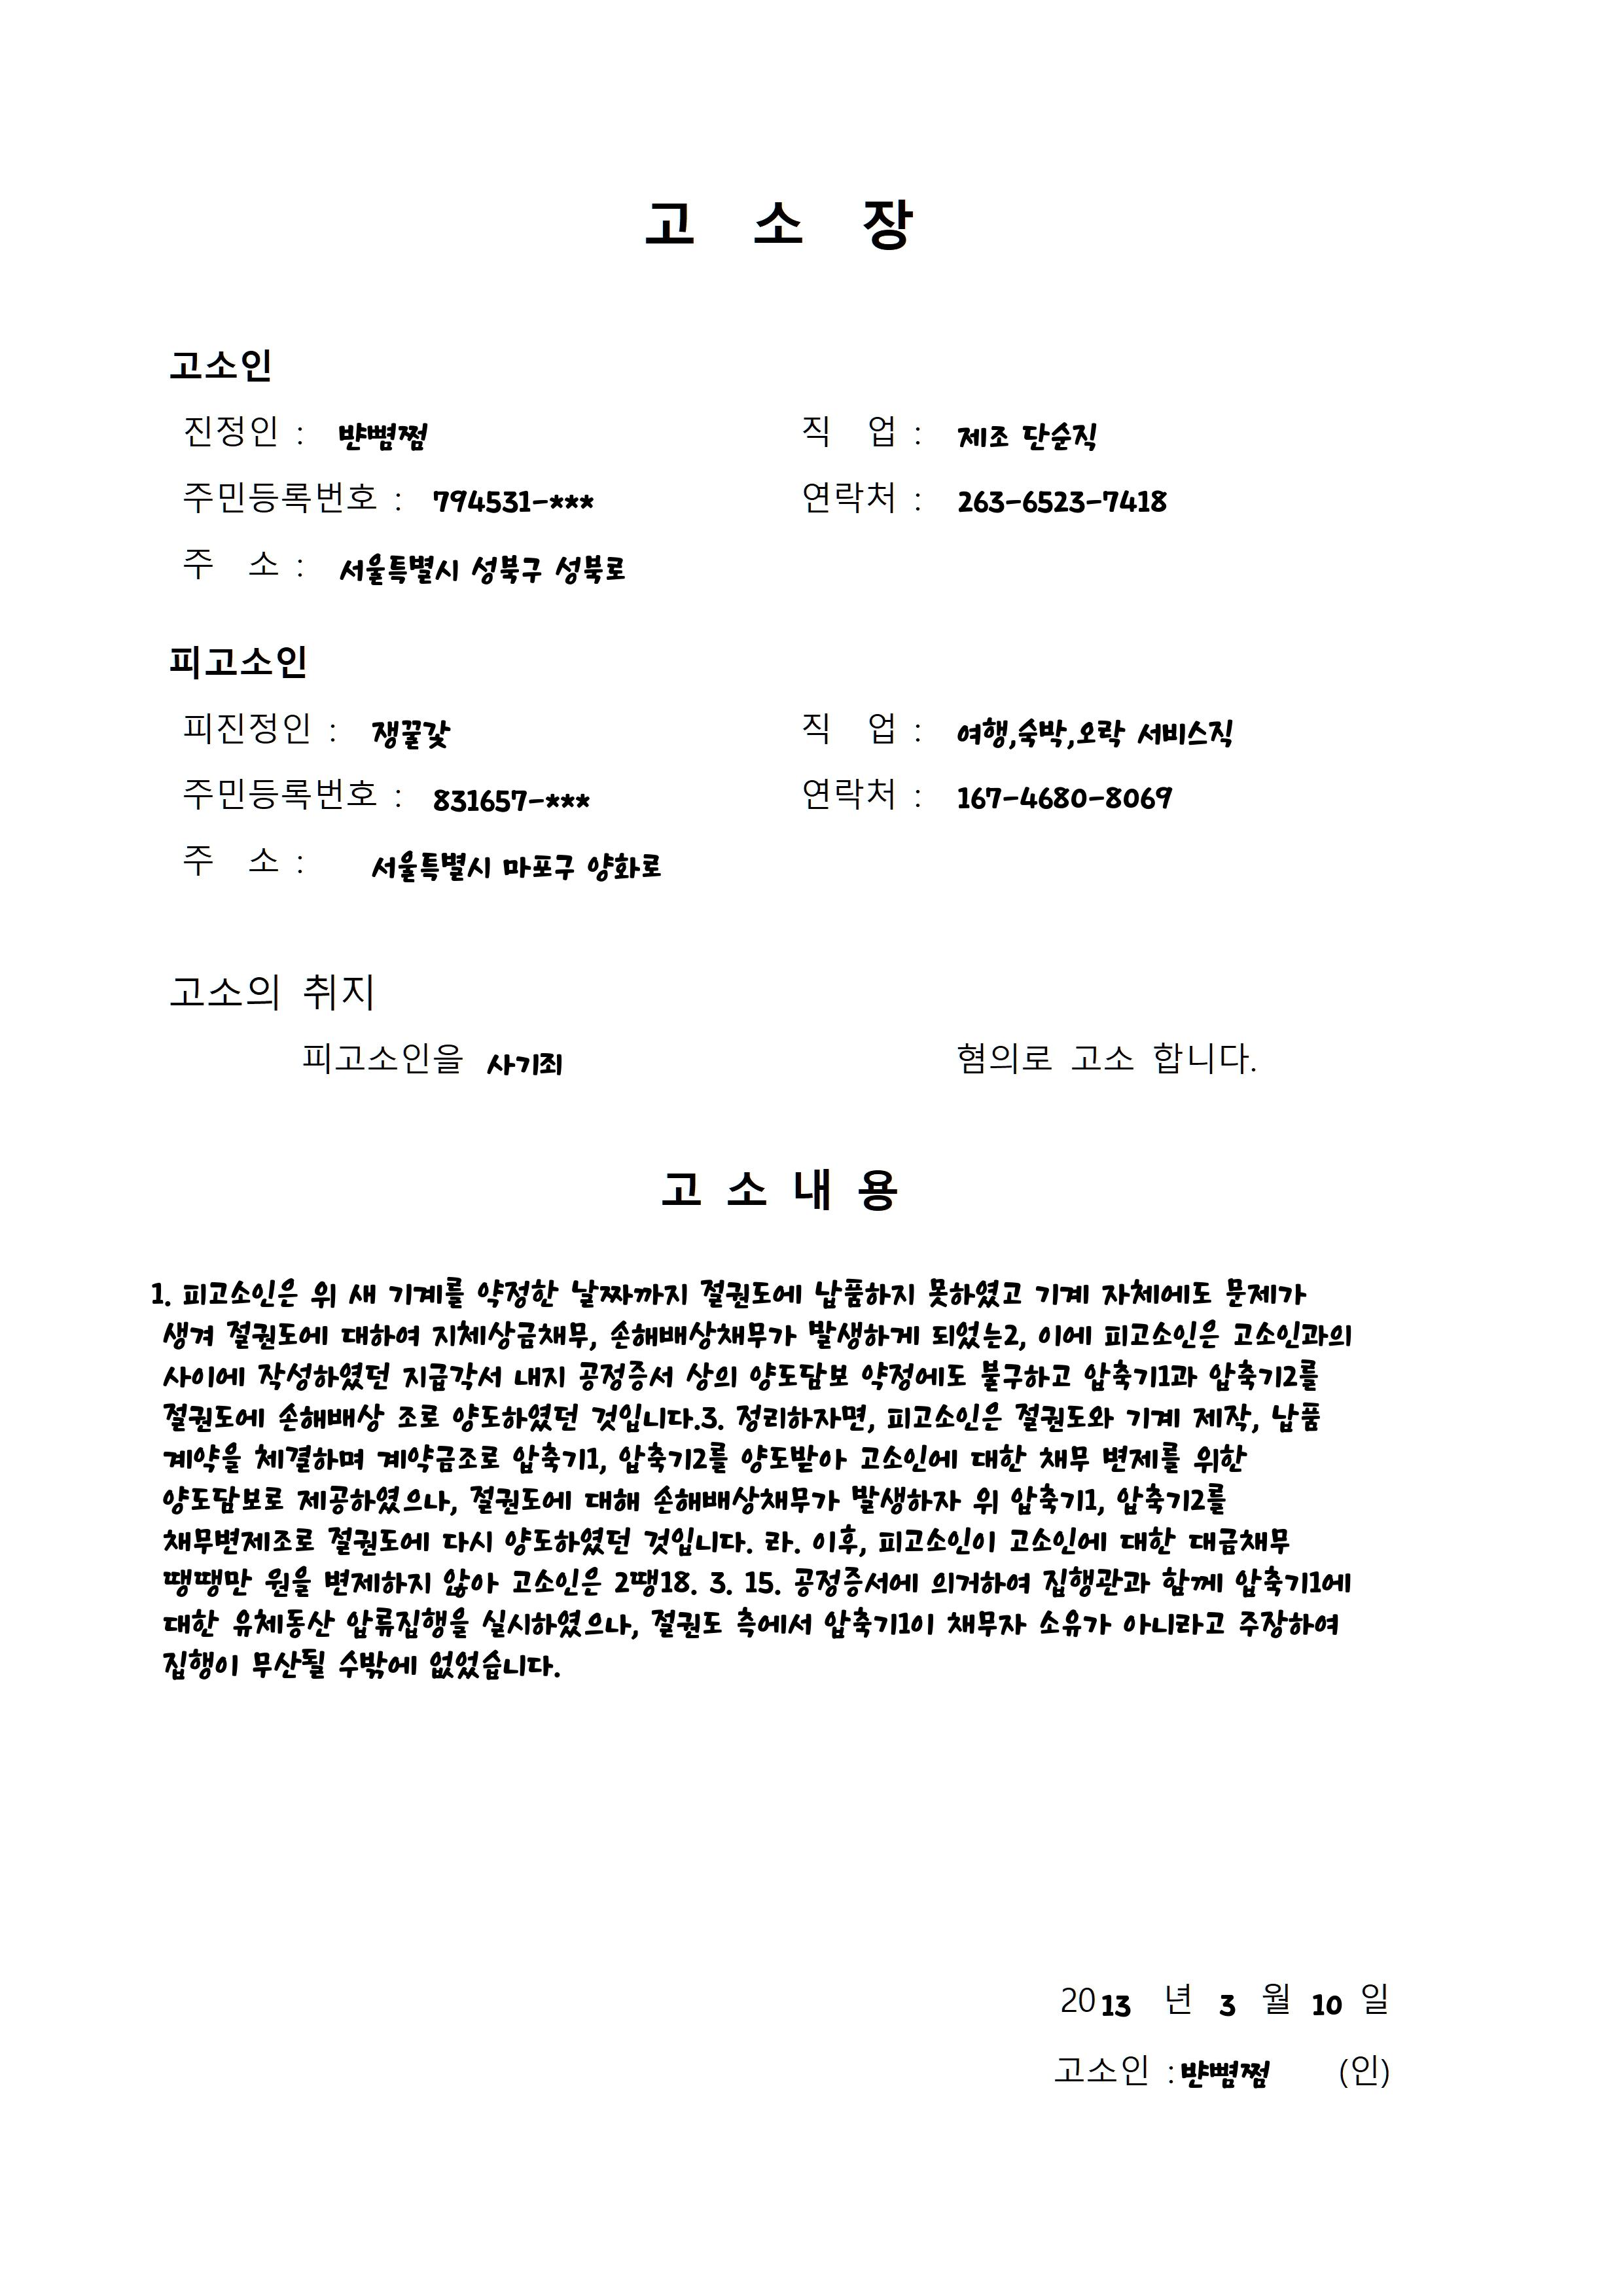 고 소 장
고소인
진정인 : 뱐뼘쩜 직 업 : 제조 단순직
주민등록번호 : 794531-*** 연락처 : 263-6523-7418
주 소 : 서울특별시 성북구 성북로
피고소인
피진정인 : 쟁꿀갗 직 업 : 여행,숙박,오락 서비스직
주민등록번호 : 831657-*** 연락처 : 167-4680-8069
주 소 : 서울특별시 마포구 양화로
고소의 취지
피고소인을 사기죄 혐의로 고소 합니다.
고 소 내 용
1. 피고소인은 위 새 기계를 약정한 날짜까지 절권도에 납품하지 못하였고 기계 자체에도 문제가
생겨 절권도에 대하여 지체상금채무, 손해배상채무가 발생하게 되었는2, 이에 피고소인은 고소인과의
사이에 작성하였던 지급각서 내지 공정증서 상의 양도담보 약정에도 불구하고 압축기1과 압축기2를
절권도에 손해배상 조로 양도하였던 것입니다.3. 정리하자면, 피고소인은 절권도와 기계 제작, 납품
계약을 체결하며 계약금조로 압축기1, 압축기2를 양도받아 고소인에 대한 채무 변제를 위한
양도담보로 제공하였으나, 절권도에 대해 손해배상채무가 발생하자 위 압축기1, 압축기2를
채무변제조로 절권도에 다시 양도하였던 것입니다. 라. 이후, 피고소인이 고소인에 대한 대금채무
땡땡만 원을 변제하지 않아 고소인은 2땡18. 3. 15. 공정증서에 의거하여 집행관과 함께 압축기1에
대한 유체동산 압류집행을 실시하였으나, 절권도 측에서 압축기1이 채무자 소유가 아니라고 주장하여
집행이 무산될 수밖에 없었습니다.
2013 년 3 월 10 일
고소인 : 뱐뼘쩜 (인)